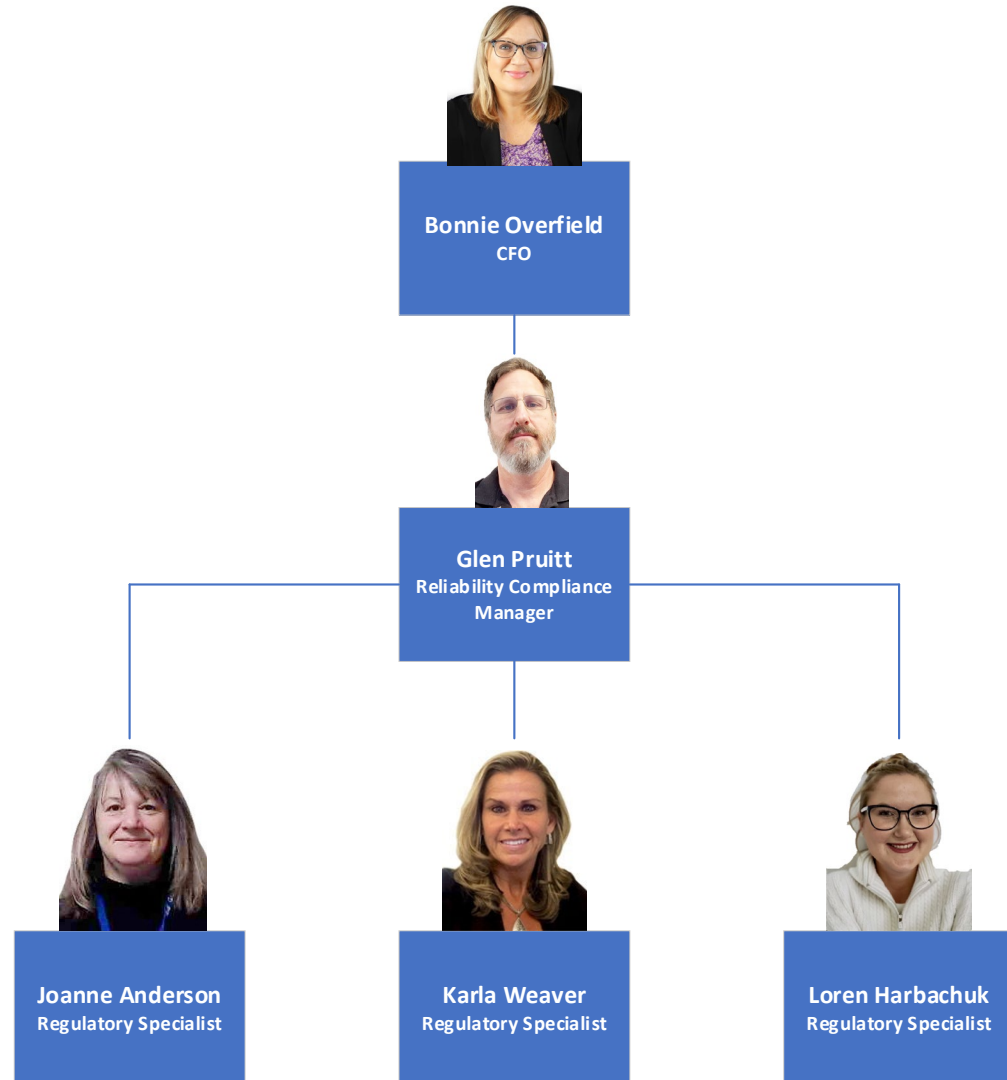 Bonnie Overfield
CFO
Glen Pruitt
Reliability Compliance
Manager
Joanne Anderson
Regulatory Specialist
Karla Weaver
Regulatory Specialist
Loren Harbachuk
Regulatory Specialist